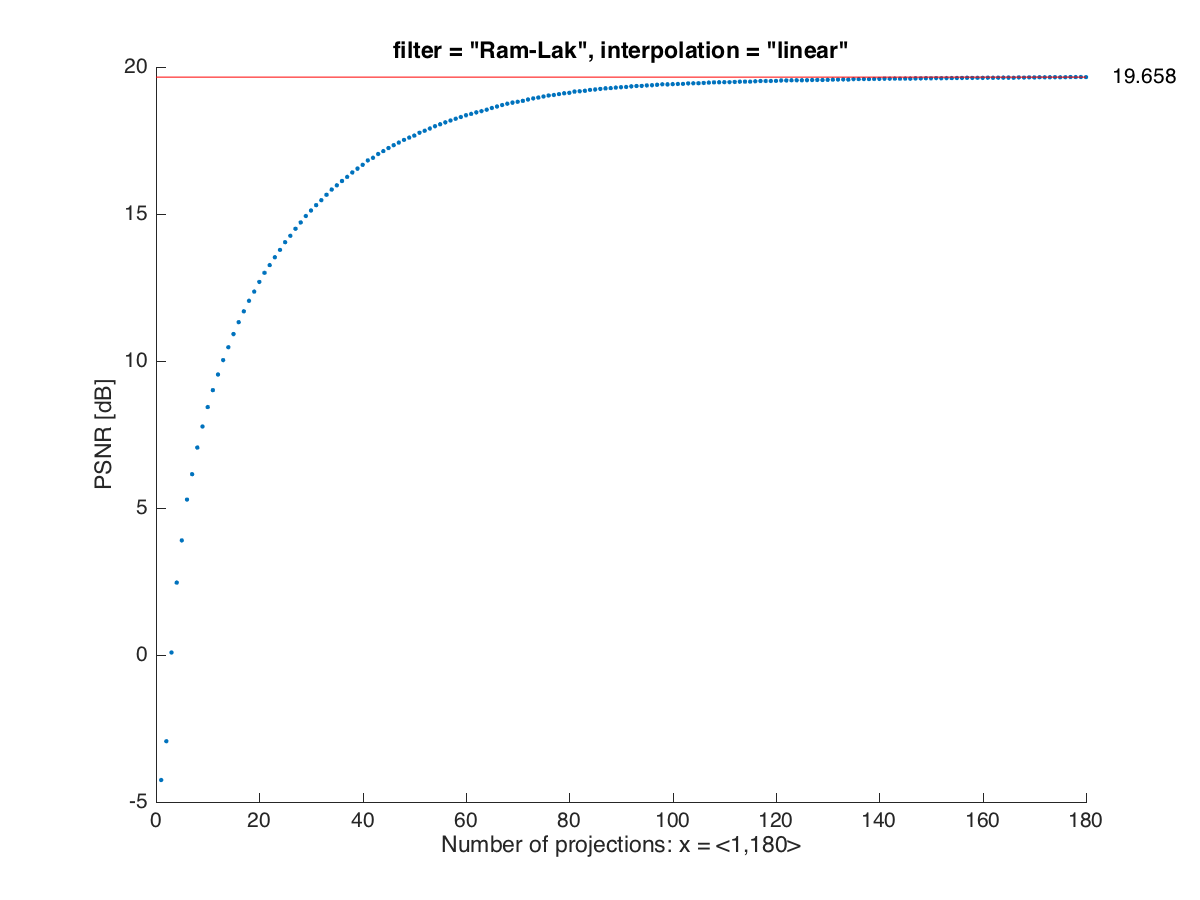 filter = "Ram-Lak", interpolation = "linear"
20
19.658
15
10
5
0
-5
PSNR [dB]
0 20 40 60 80 100 120 140 160 180
Number of projections: x = <1,180>